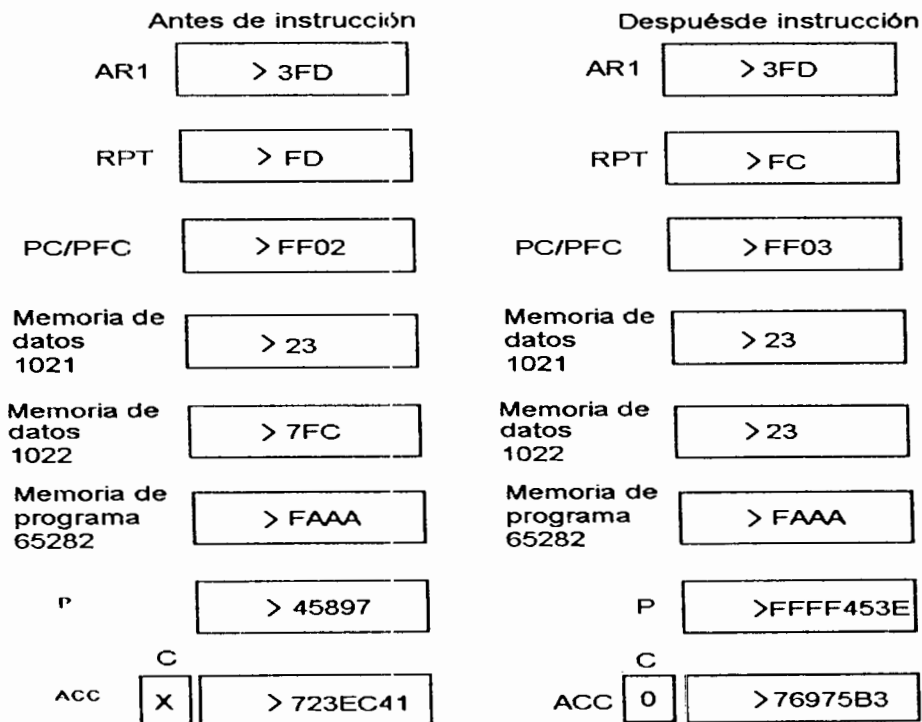 Antes de instrucción Despuésde instrucción
AR1 > 3FD AR1 > 3FD
RPT > FD RPT > FC
PC/PFC > FF02 PC/PFC > FF03
Memoria de datos 1021 > 23 Memoria de datos 1021 > 23
Memoria de datos 1022 > 7FC Memoria de datos 1022 > 23
Memoria de programa 65282 > FAAA Memoria de programa 65282 > FAAA
P > 45897 P >FFFF453E
C C
ACC X > 723EC41 ACC 0 > 76975B3